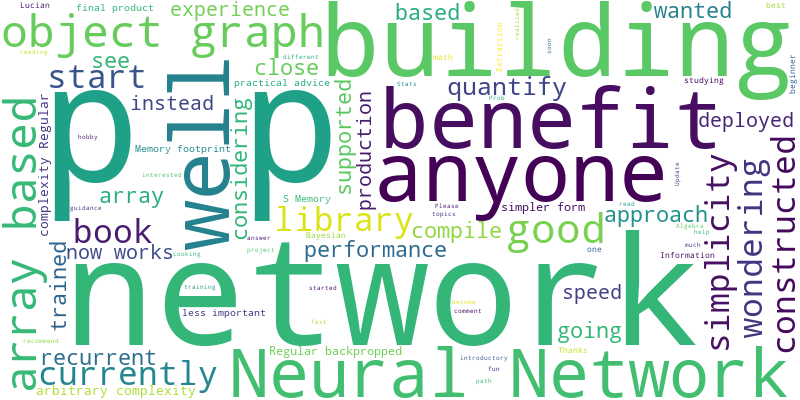 Lucian final product experience based wanted best
object graph building
reading see close different math Extraction realized soon
start practical advice quantify studying beginner
p well p instead supported production benefit deployed
complexity Regular hobby Memory footprint considering array anyone Prob Stats
array based interested S Memory Please topics simpler form Update simplicity wondering constructed
guidance library compile good approach read
book answer Bayesian project one Algebra help
now works Looking performance much Information
trained network training started speed
less important become comment going
recurrent Text Thanks recommend
currently Regular backpropped introductory fun path
arbitrary complexity Neural Network